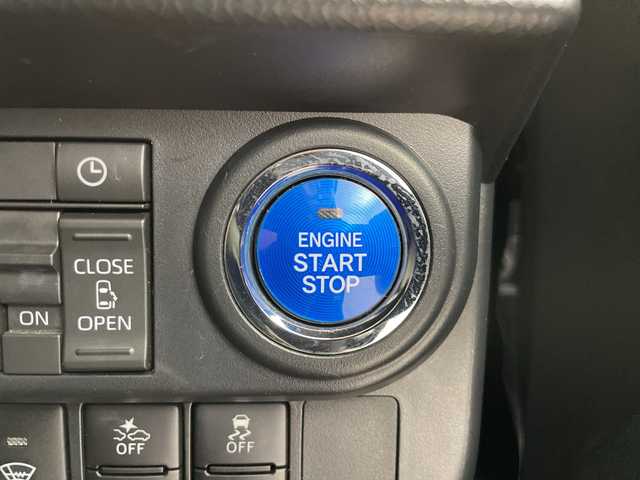 ENGINE
START
STOP
CLOSE
OPEN
ON
OFF
OFF